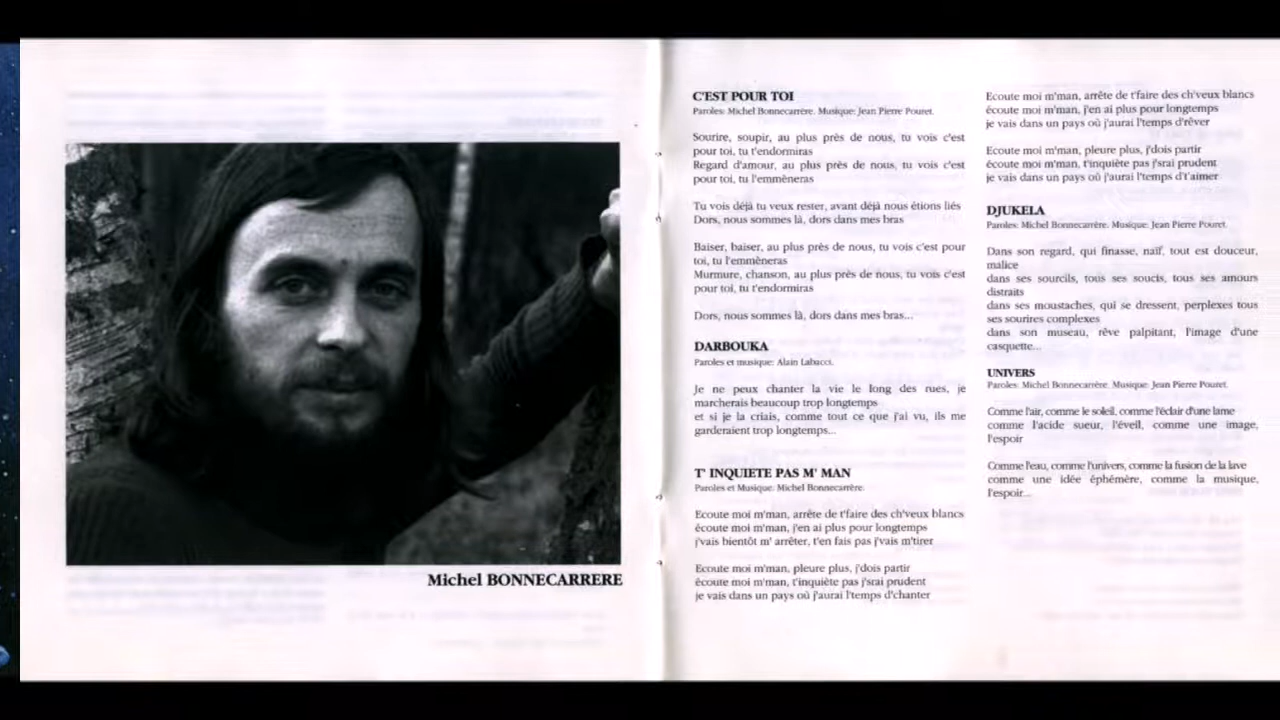 Michel BONNECARRERE
C'EST POUR TOI
Paroles: Michel Bonnecarrère. Musique: Jean Pierre Pouret.
Sourire, soupir, au plus près de nous, tu vois c'est
pour toi, tu t'endormiras
Regard d'amour, au plus près de nous, tu vois c'est
pour toi, tu l'emmèneras
Tu vois déjà tu veux rester, avant déjà nous étions liés
Dors, nous sommes là, dors dans mes bras
Baiser, baiser, au plus près de nous, tu vois c'est pour
toi, tu l'emmèneras
Murmure, chanson, au plus près de nous, tu vois c'est
pour toi, tu t'endormiras
Dors, nous sommes là, dors dans mes bras...
DARBOUKA
Paroles et musique: Alain Labacci.
Je ne peux chanter la vie le long des rues, je
marcherais beaucoup trop longtemps
et si je la criais, comme tout ce que j'ai vu, ils me
garderaient trop longtemps...
T' INQUIETE PAS M' MAN
Paroles et Musique: Michel Bonnecarrère.
Ecoute moi m'man, arrête de t'faire des ch'veux blancs
écoute moi m'man, j'en ai plus pour longtemps
j'vais bientôt m' arrêter, t'en fais pas j'vais m'tirer
Ecoute moi m'man, pleure plus, j'dois partir
écoute moi m'man, t'inquiète pas j'srai prudent
je vais dans un pays où j'aurai l'temps d'chanter
Ecoute moi m'man, arrête de t'faire des ch'veux blancs
écoute moi m'man, j'en ai plus pour longtemps
je vais dans un pays où j'aurai l'temps d'rêver
Ecoute moi m'man, pleure plus, j'dois partir
écoute moi m'man, t'inquiète pas j'srai prudent
je vais dans un pays où j'aurai l'temps d't'aimer
DJUKELA
Paroles: Michel Bonnecarrère. Musique: Jean Pierre Pouret.
Dans son regard, qui finasse, naïf, tout est douceur,
malice
dans ses sourcils, tous ses soucis, tous ses amours
distraits
dans ses moustaches, qui se dressent, perplexes tous
ses sourires complexes
dans son museau, rêve palpitant, l'image d'une
casquette...
UNIVERS
Paroles: Michel Bonnecarrère. Musique: Jean Pierre Pouret.
Comme l'air, comme le soleil, comme l'éclair d'une lame
comme l'acide sueur, l'éveil, comme une image,
l'espoir
Comme l'eau, comme l'univers, comme la fusion de la lave
comme une idée éphémère, comme la musique,
l'espoir...